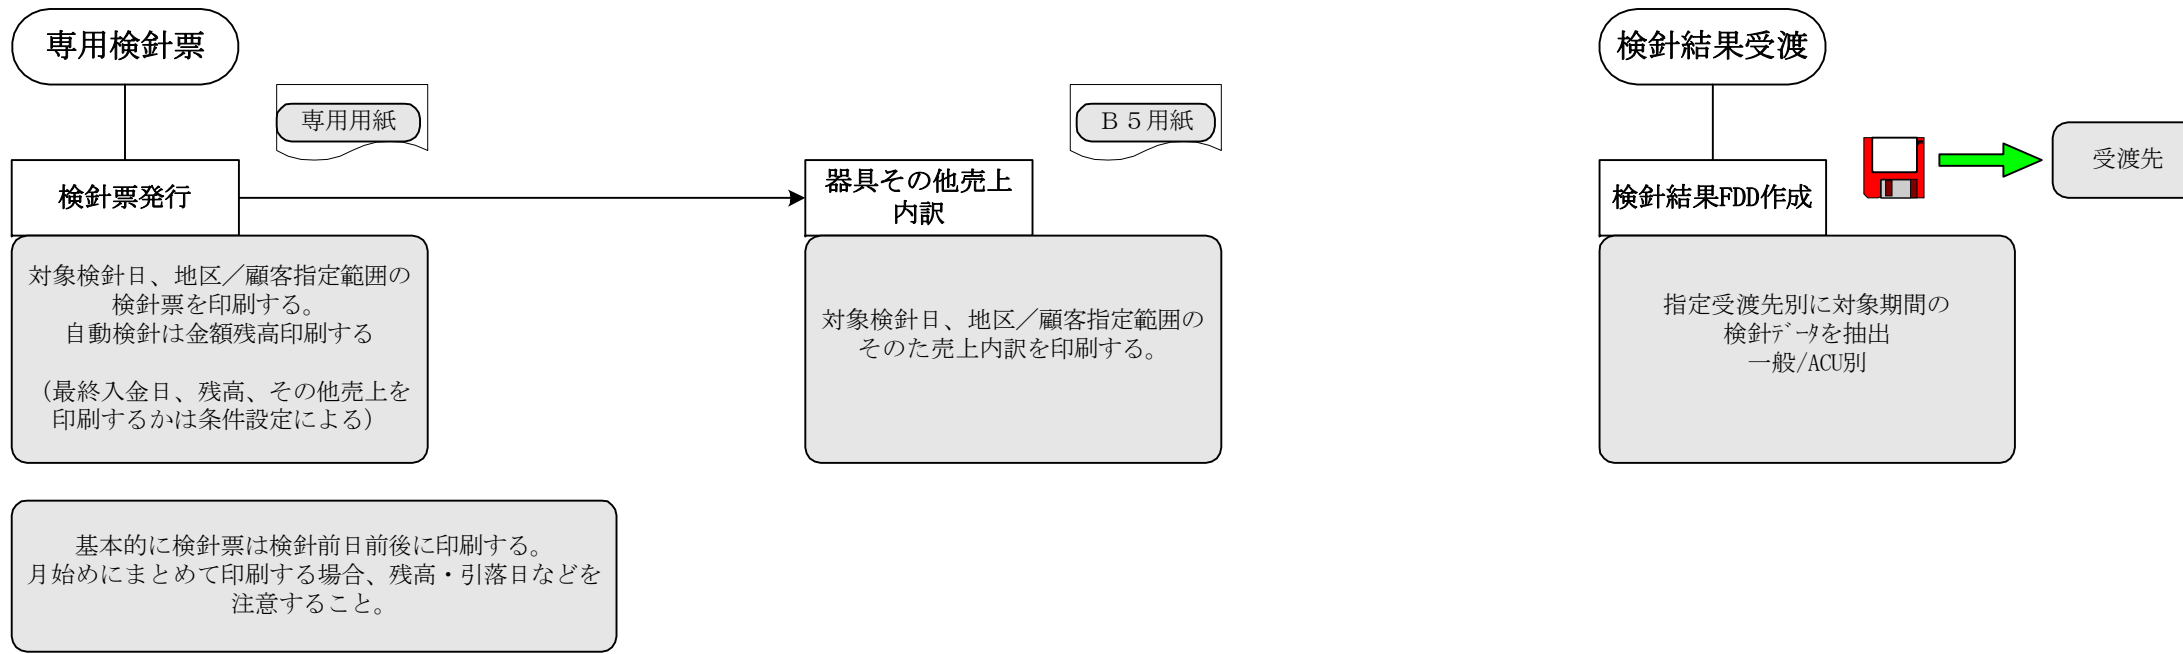 専用検針票
専用用紙
検針票発行
対象検針日、地区／顧客指定範囲の
検針票を印刷する。
自動検針は金額残高印刷する
（最終入金日、残高、その他売上を
印刷するかは条件設定による）
基本的に検針票は検針前日前後に印刷する。
月始めにまとめて印刷する場合、残高・引落日などを
注意すること。
Ｂ５用紙
器具その他売上
内訳
対象検針日、地区／顧客指定範囲の
そのた売上内訳を印刷する。
検針結果受渡
検針結果FDD作成
受渡先
指定受渡先別に対象期間の
検針ﾃﾞｰﾀを抽出
一般/ACU別